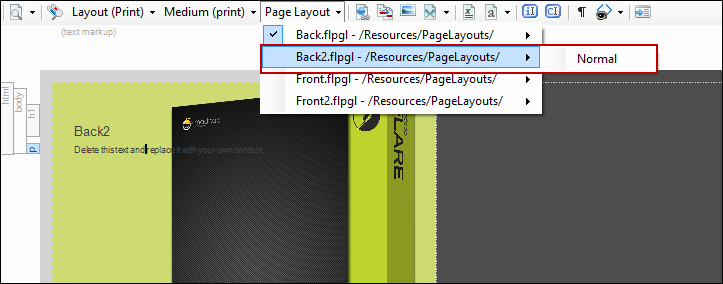 Layout (Print) Medium (print) Page Layout
(text markup)
Back.flpgl - /Resources/PageLayouts/
Back2.flpgl - /Resources/PageLayouts/ Normal
Front.flpgl - /Resources/PageLayouts/
Front2.flpgl - /Resources/PageLayouts/
html
body
h1
p
Back2
Delete this text and replace it with your own content.
madcap
FLARE